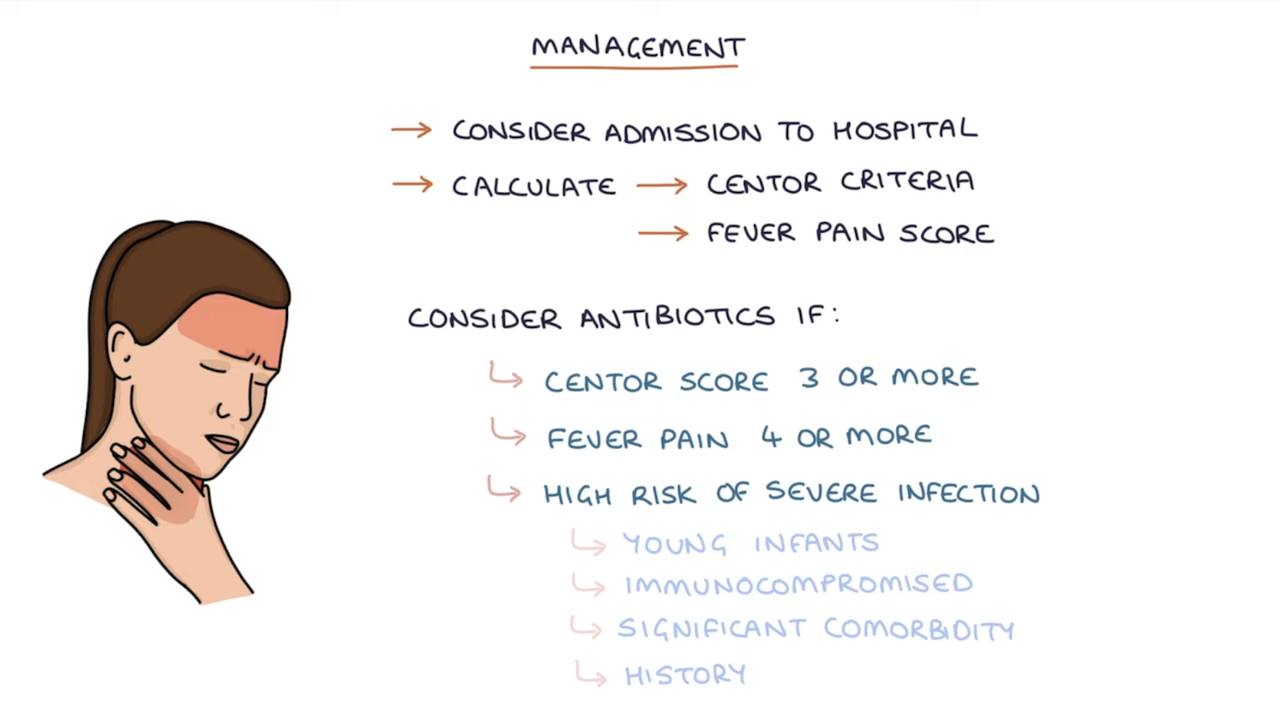 MANAGEMENT
→ CONSIDER ADMISSION TO HOSPITAL
→ CALCULATE → CENTOR CRITERIA
→ FEVER PAIN SCORE
CONSIDER ANTIBIOTICS IF:
↳ CENTOR SCORE 3 OR MORE
↳ FEVER PAIN 4 OR MORE
↳ HIGH RISK OF SEVERE INFECTION
↳ YOUNG INFANTS
↳ IMMUNOCOMPROMISED
↳ SIGNIFICANT COMORBIDITY
↳ HISTORY